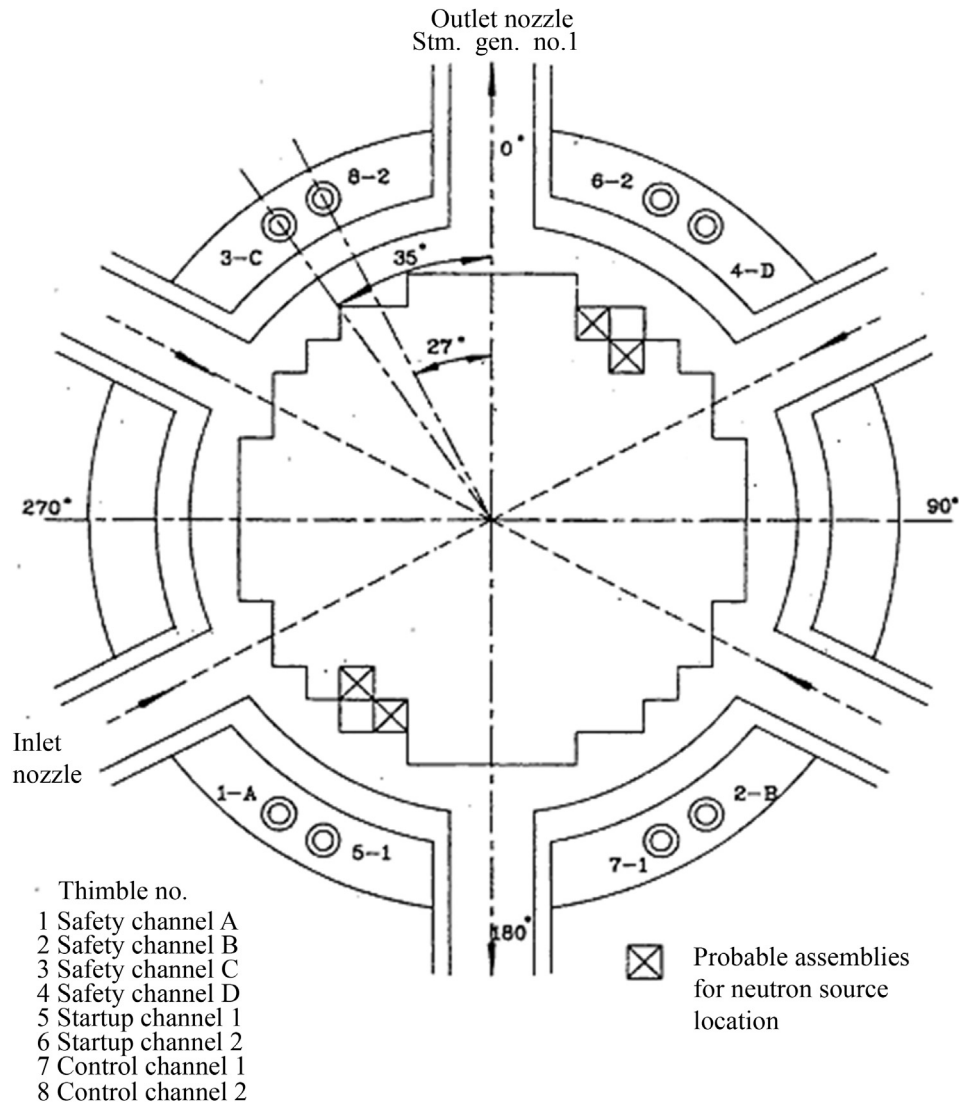 Outlet nozzle
Stm. gen. no.1
0°
8-2
6-2
3-C
4-D
35°
27°
270°
90°
Inlet
nozzle
1-A
2-B
5-1
7-1
180°
Thimble no.
1 Safety channel A
2 Safety channel B
3 Safety channel C
4 Safety channel D
5 Startup channel 1
6 Startup channel 2
7 Control channel 1
8 Control channel 2
Probable assemblies
for neutron source
location